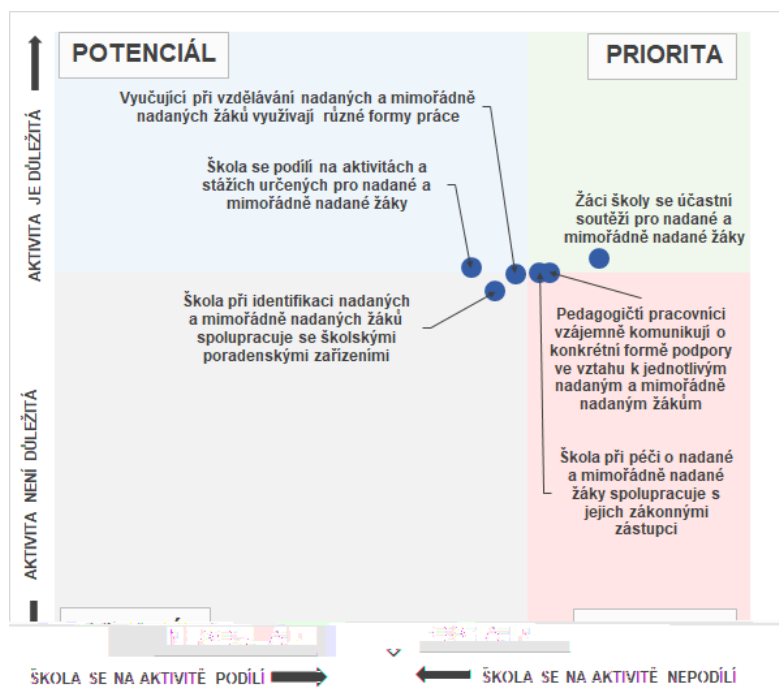 POTENCIÁL
PRIORITA
Vyučující při vzdělávání nadaných a mimořádně
nadaných žáků využívají různé formy práce
Škola se podílí na aktivitách a
stážích určených pro nadané a
mimořádně nadané žáky
Žáci školy se účastní
soutěží pro nadané a
mimořádně nadané žáky
Škola při identifikaci nadaných
a mimořádně nadaných žáků
spolupracuje se školskými
poradenskými zařízeními
Pedagogičtí pracovníci
vzájemně komunikují o
konkrétní formě podpory
ve vztahu k jednotlivým
nadaným a mimořádně
nadaným žákům
Škola při péči o nadané
a mimořádně nadané
žáky spolupracuje s
jejich zákonnými
zástupci
AKTIVITA JE DŮLEŽITÁ
AKTIVITA NENÍ DŮLEŽITÁ
ŠKOLA SE NA AKTIVITĚ PODÍLÍ
ŠKOLA SE NA AKTIVITĚ NEPODÍLÍ